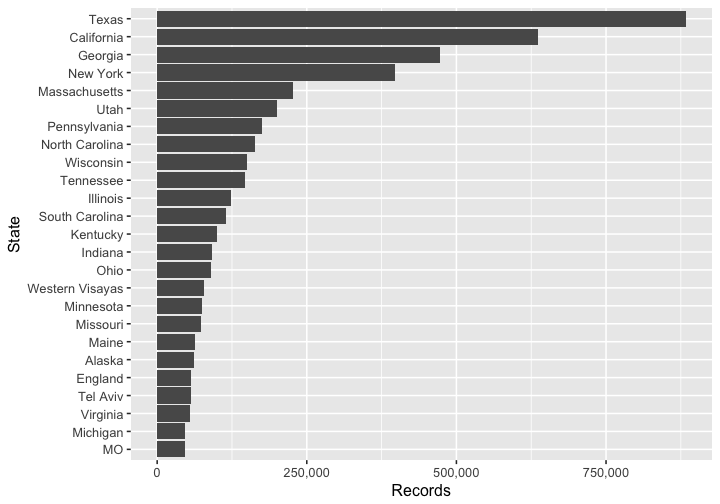 Texas
California
Georgia
New York
Massachusetts
Utah
Pennsylvania
North Carolina
Wisconsin
Tennessee
Illinois
South Carolina
Kentucky
Indiana
Ohio
Western Visayas
Minnesota
Missouri
Maine
Alaska
England
Tel Aviv
Virginia
Michigan
MO
State
0 250,000 500,000 750,000
Records